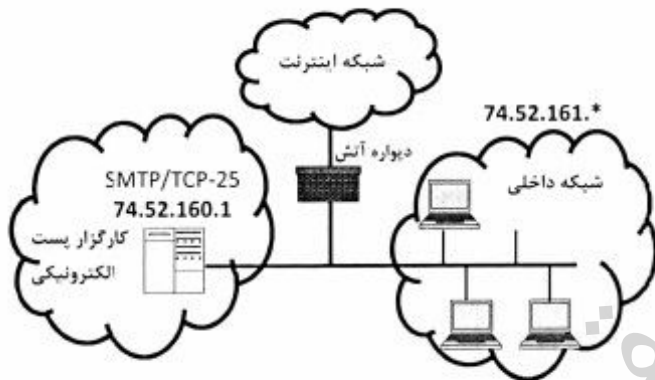 شبکه اینترنت
74.52.161.*
دیواره آتش
شبکه داخلی
SMTP/TCP-25
74.52.160.1
کارگزار پست
الکترونیکی